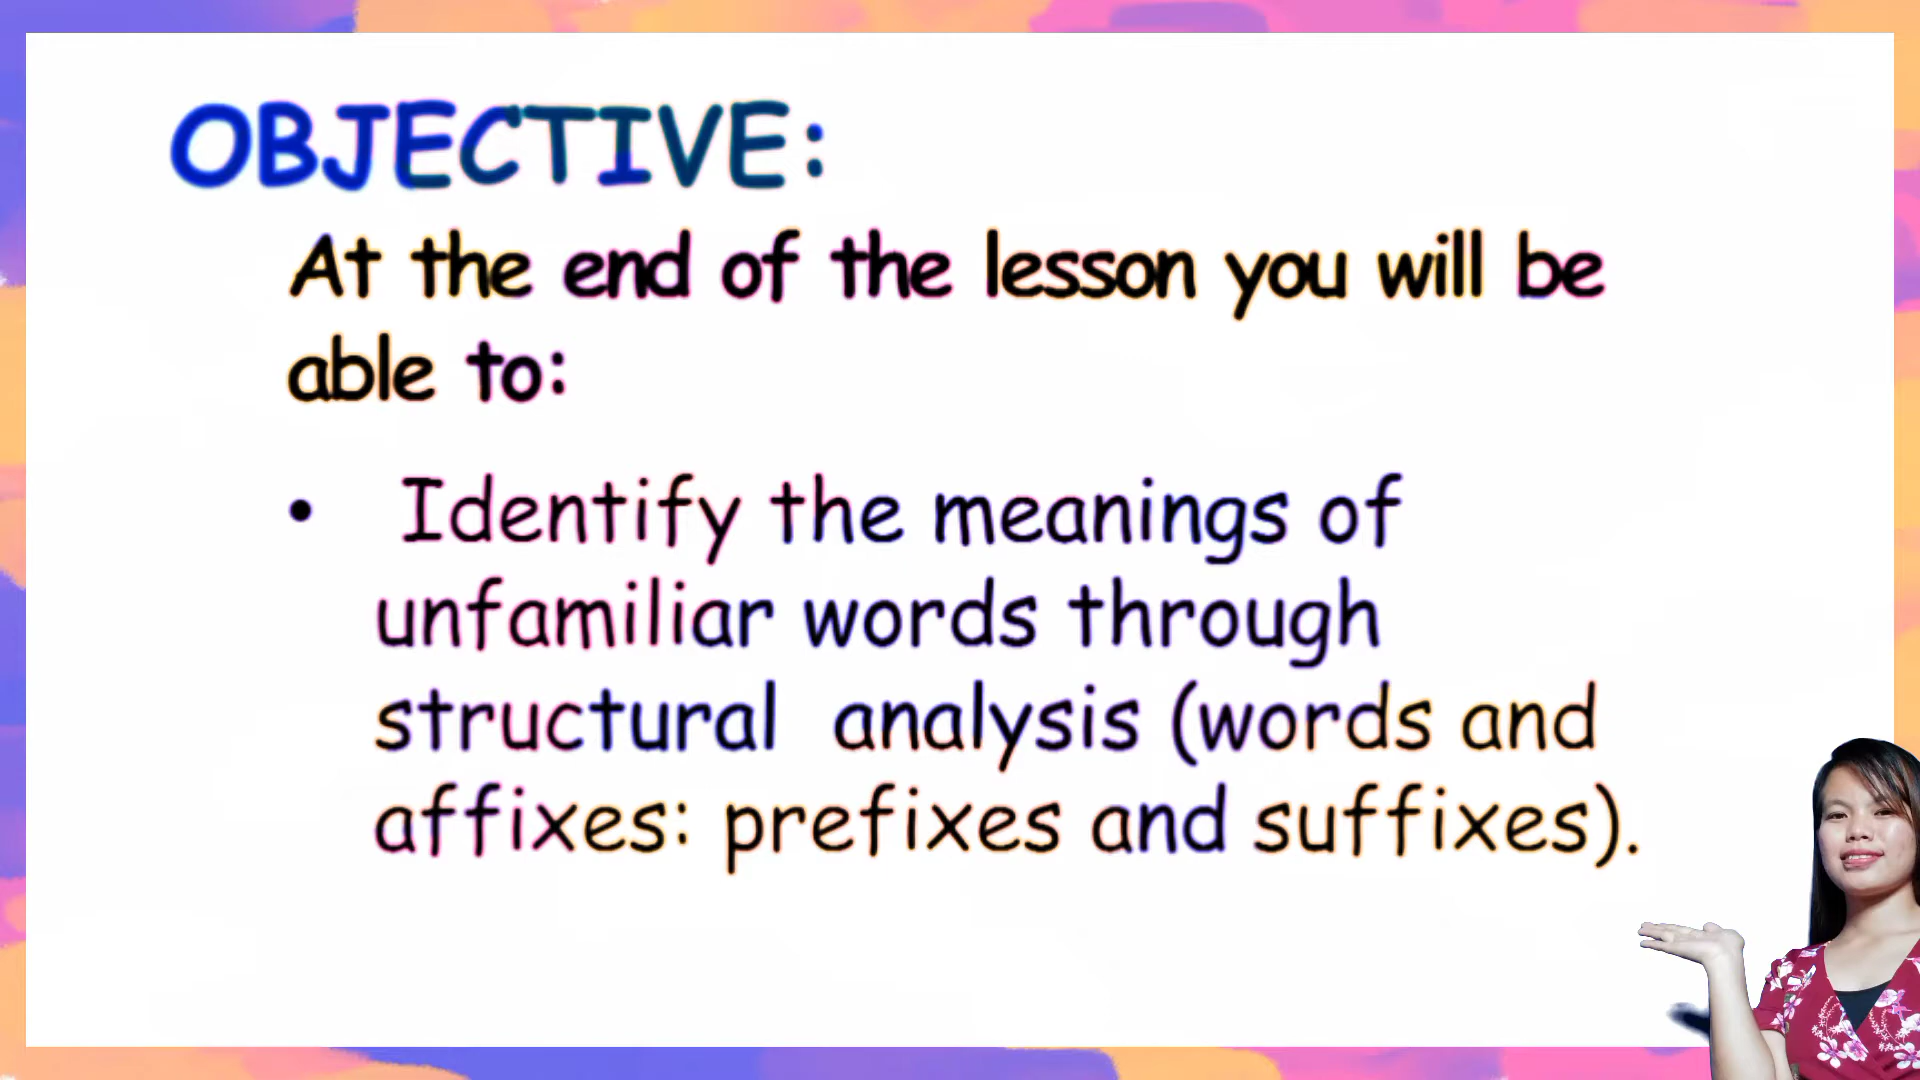 OBJECTIVE:
At the end of the lesson you will be
able to:
• Identify the meanings of
unfamiliar words through
structural analysis (words and
affixes: prefixes and suffixes).